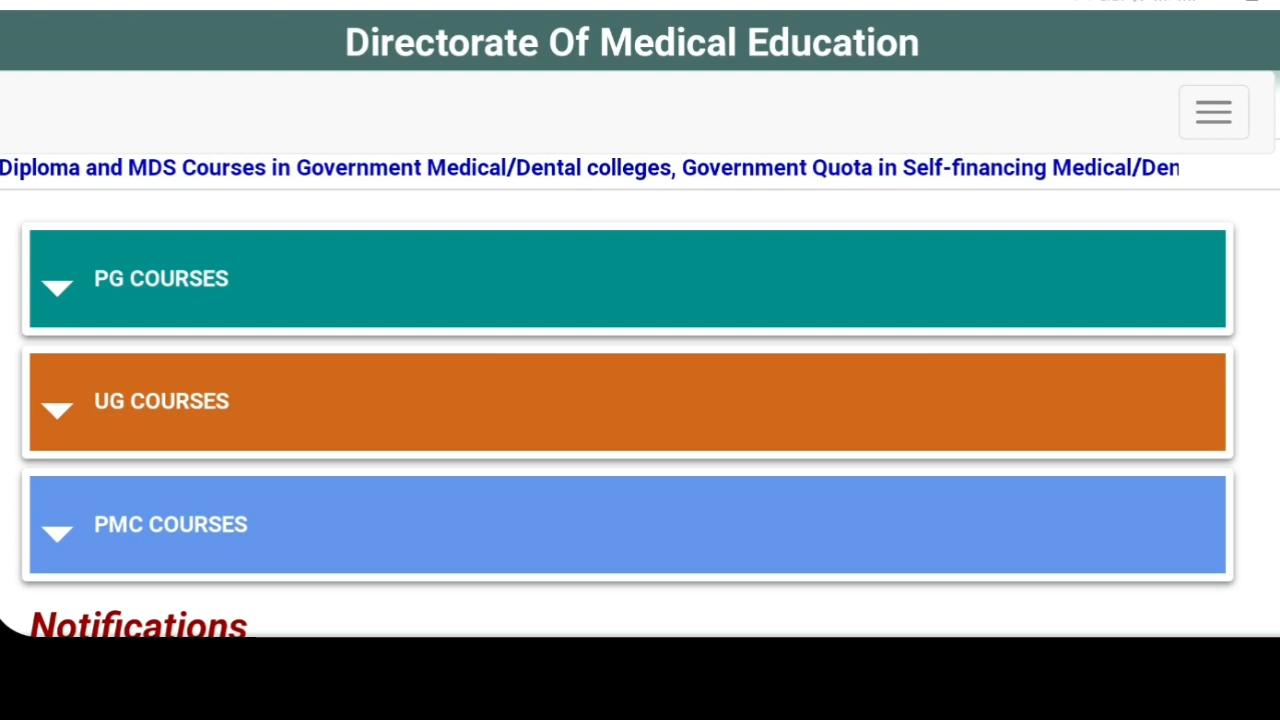 Directorate Of Medical Education
Diploma and MDS Courses in Government Medical/Dental colleges, Government Quota in Self-financing Medical/Den
PG COURSES
UG COURSES
PMC COURSES
Notifications